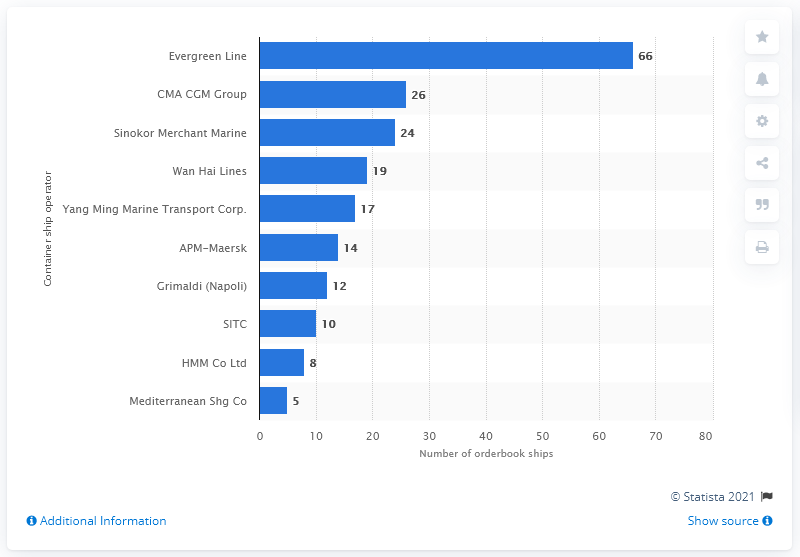 Container ship operator
Evergreen Line 66
CMA CGM Group 26
Sinokor Merchant Marine 24
Wan Hai Lines 19
Yang Ming Marine Transport Corp. 17
APM-Maersk 14
Grimaldi (Napoli) 12
SITC 10
HMM Co Ltd 8
Mediterranean Shg Co 5
0 10 20 30 40 50 60 70 80
Number of orderbook ships
© Statista 2021
Additional Information Show source